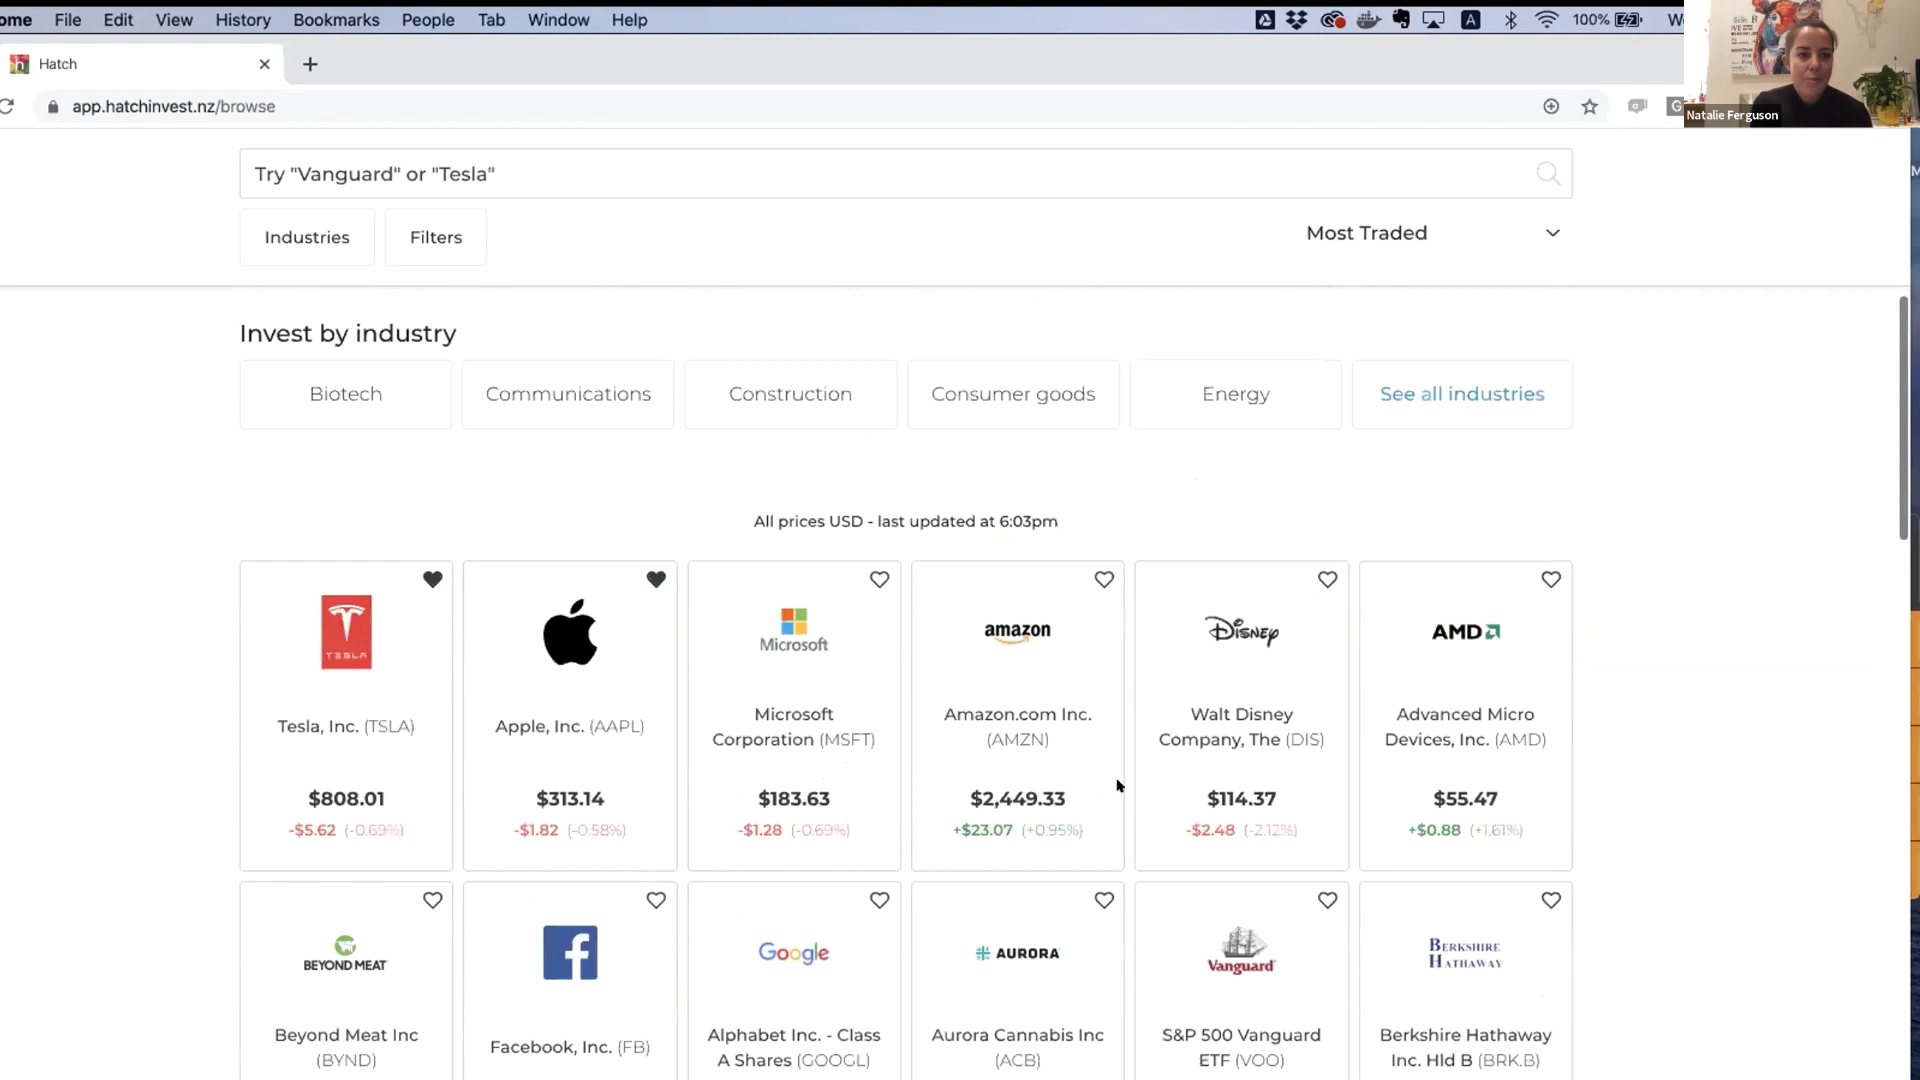 ome File Edit View History Bookmarks People Tab Window Help 100%
Hatch
app.hatchinvest.nz/browse
Natalie Ferguson
Try "Vanguard" or "Tesla"
Industries Filters Most Traded
Invest by industry
Biotech Communications Construction Consumer goods Energy See all industries
All prices USD - last updated at 6:03pm
TESLA Microsoft amazon Disney AMD
Tesla, Inc. (TSLA)
Apple, Inc. (AAPL)
Microsoft
Corporation (MSFT)
Amazon.com Inc.
(AMZN)
Walt Disney
Company, The (DIS)
Advanced Micro
Devices, Inc. (AMD)
$808.01 $313.14 $183.63 $2,449.33 $114.37 $55.47
-$5.62 (-0.69%) -$1.82 (-0.58%) -$1.28 (-0.69%) +$23.07 (+0.95%) -$2.48 (-2.12%) +$0.88 (+1.61%)
BEYOND MEAT Google AURORA Vanguard BERKSHIRE
HATHAWAY
Beyond Meat Inc
(BYND)
Facebook, Inc. (FB)
Alphabet Inc. - Class
A Shares (GOOGL)
Aurora Cannabis Inc
(ACB)
S&P 500 Vanguard
ETF (VOO)
Berkshire Hathaway
Inc. Hld B (BRK.B)